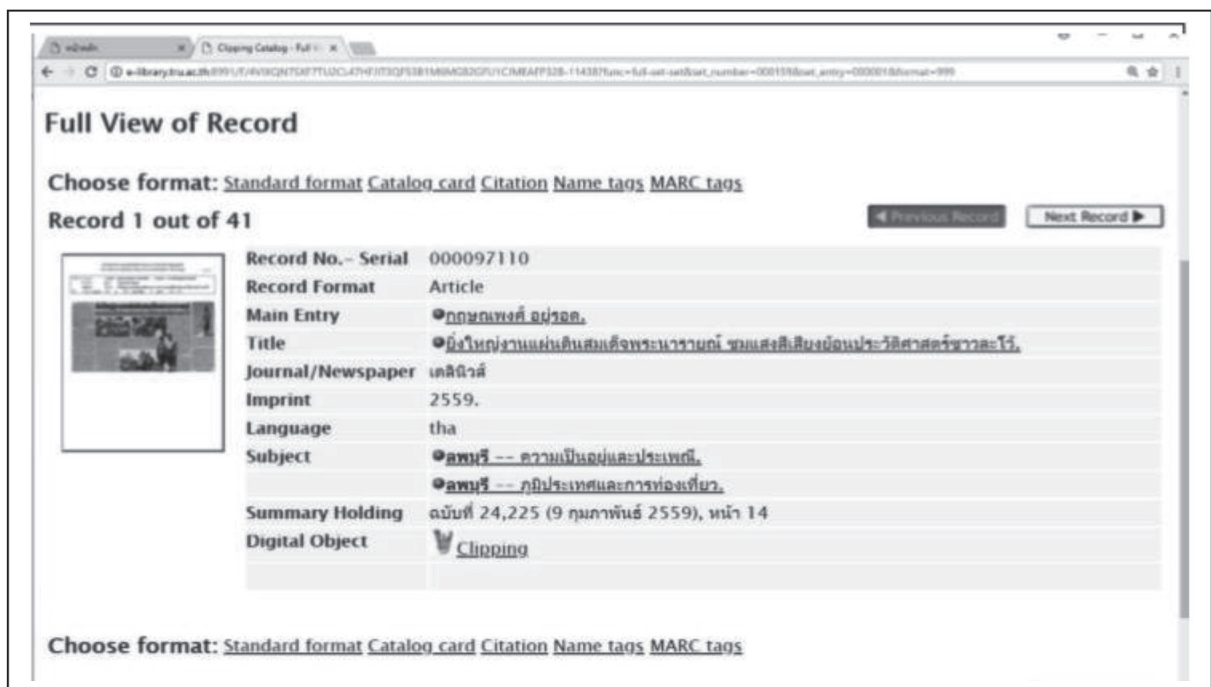 Clipping Catalog - Full
Full View of Record
Choose format: Standard format Catalog card Citation Name tags MARC tags
Record 1 out of 41
Previous Record Next Record
Record No.- Serial 000097110
Record Format Article
Main Entry กฤษณพงศ์ อยู่รอด.
Title ยิ่งใหญ่งานแผ่นดินสมเด็จพระนารายณ์ ชมแสงสีเสียงย้อนประวัติศาสตร์ชาวละโว้.
Journal/Newspaper เดลินิวส์
Imprint 2559.
Language tha
Subject ลพบุรี -- ความเป็นอยู่และประเพณี.
ลพบุรี -- ภูมิประเทศและการท่องเที่ยว.
Summary Holding ฉบับที่ 24,225 (9 กุมภาพันธ์ 2559), หน้า 14
Digital Object Clipping
Choose format: Standard format Catalog card Citation Name tags MARC tags